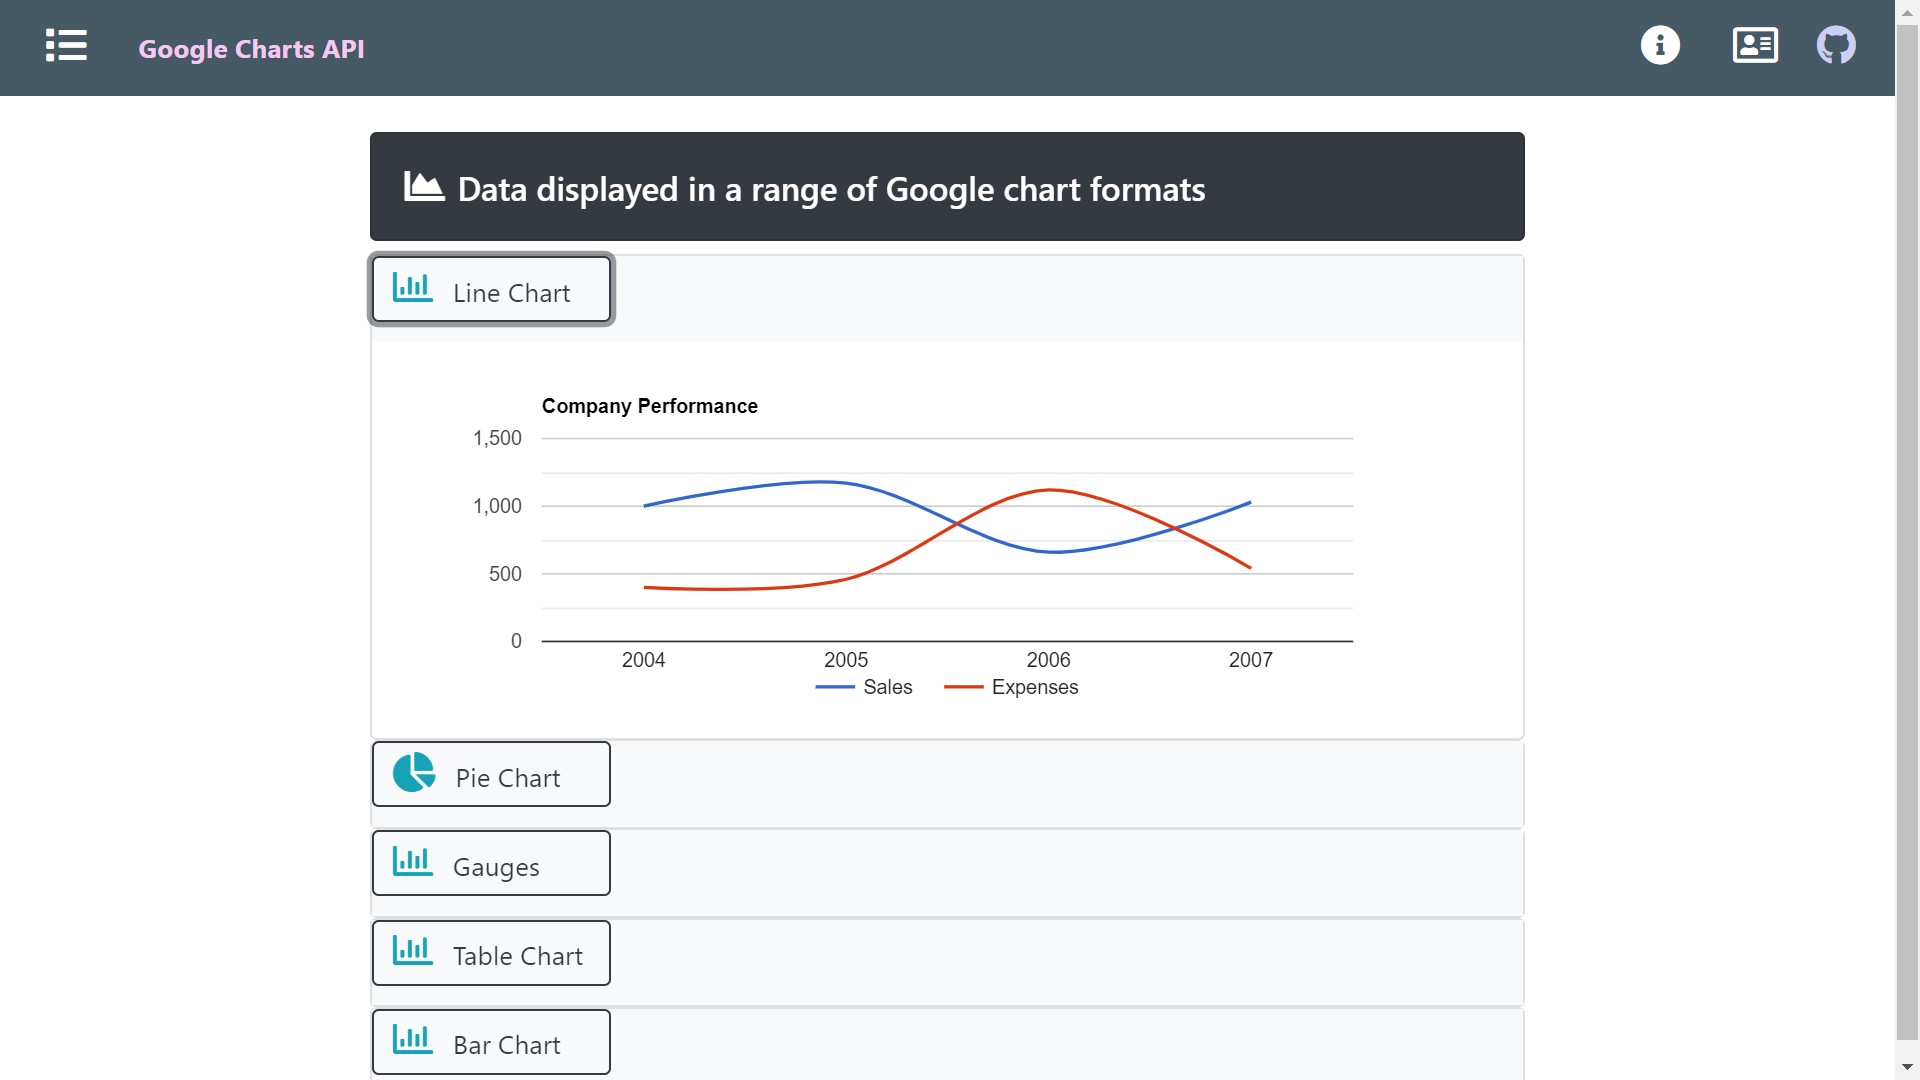 Google Charts API
Data displayed in a range of Google chart formats
Line Chart
Company Performance
1,500
1,000
500
0
2004 2005 2006 2007
Sales Expenses
Pie Chart
Gauges
Table Chart
Bar Chart